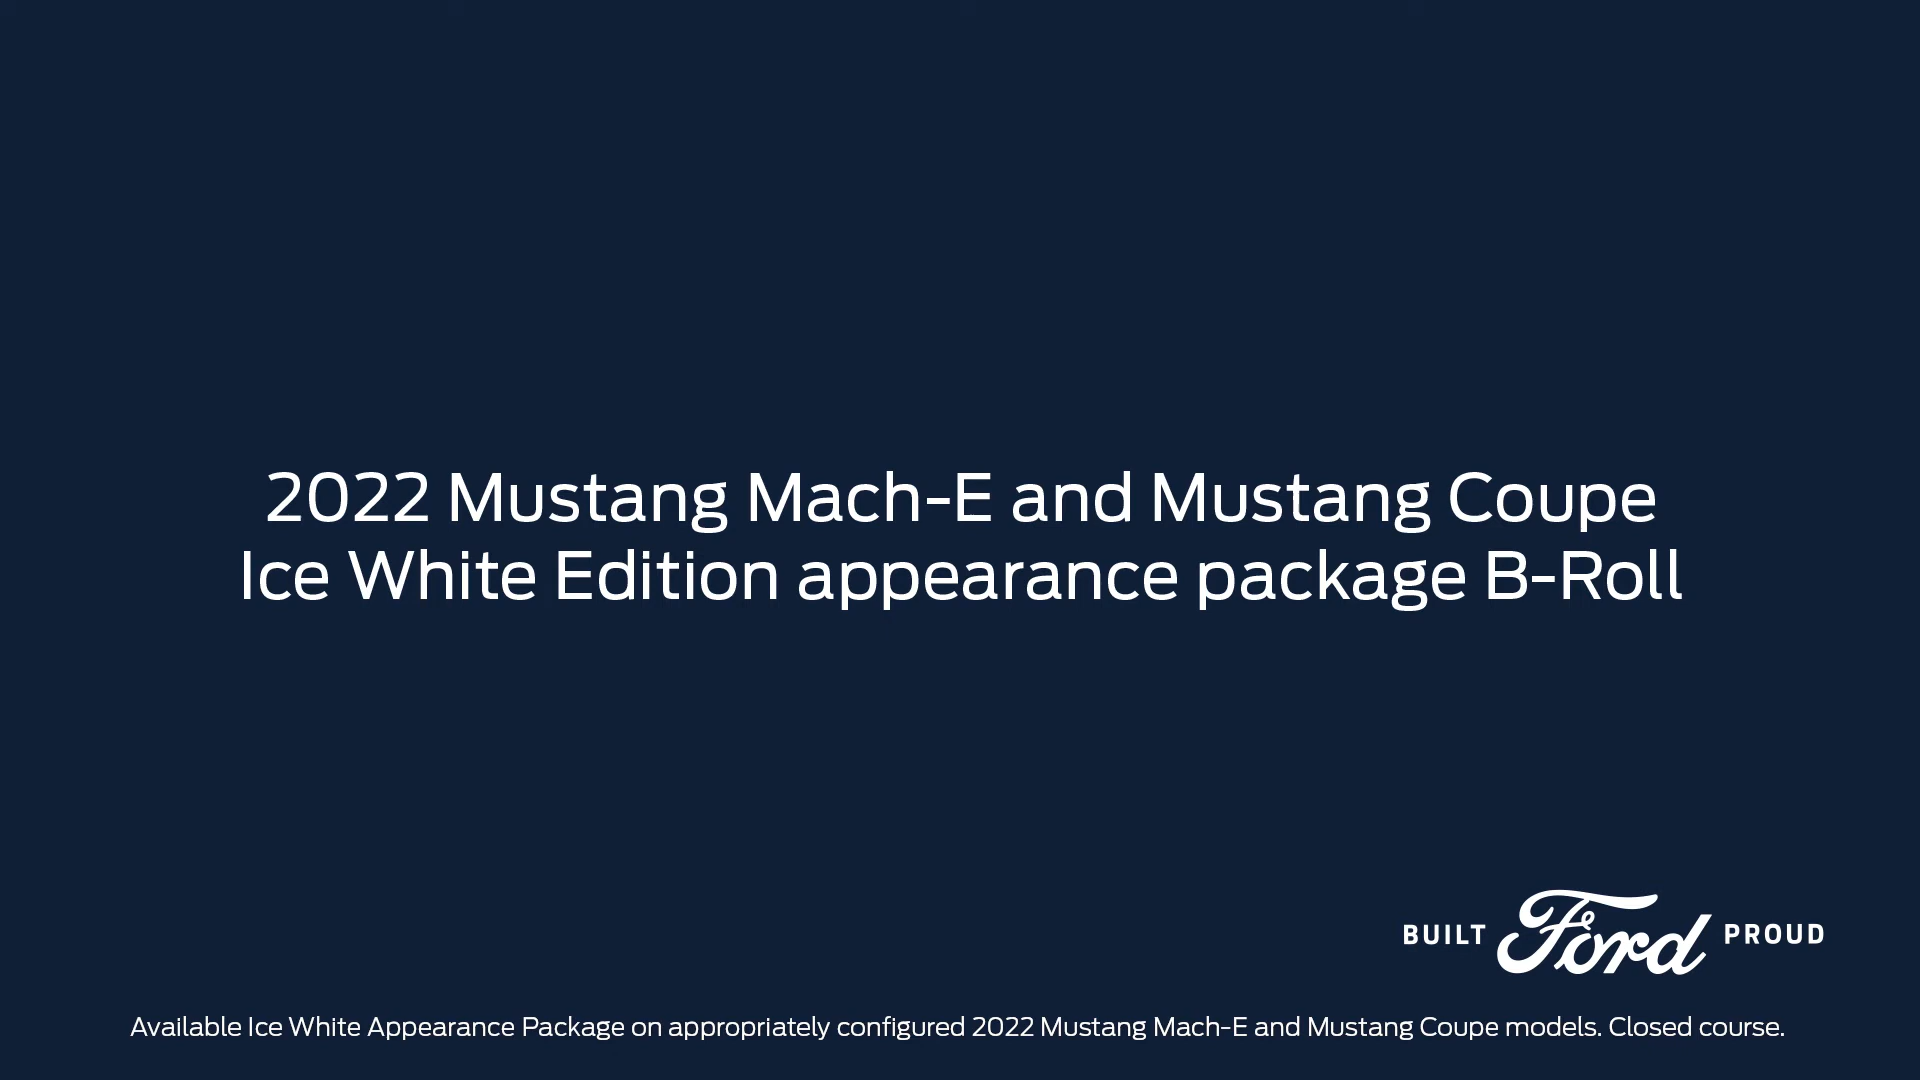 2022 Mustang Mach-E and Mustang Coupe
Ice White Edition appearance package B-Roll
BUILT Ford PROUD
Available Ice White Appearance Package on appropriately configured 2022 Mustang Mach-E and Mustang Coupe models. Closed course.